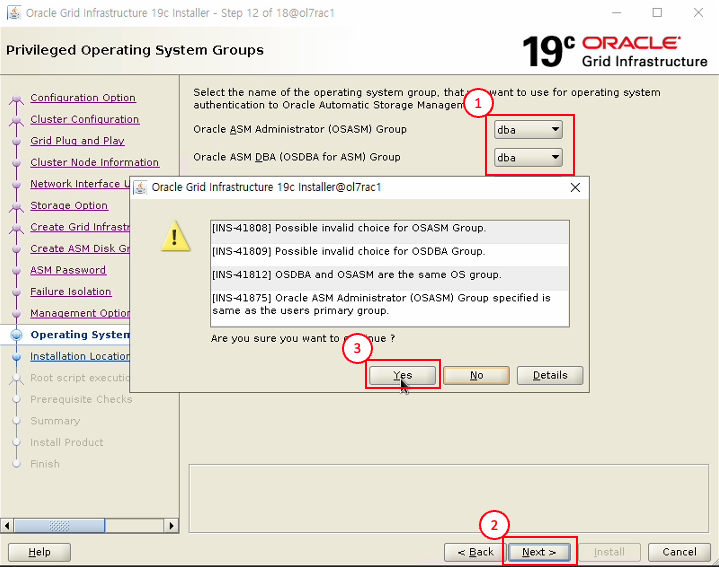 Oracle Grid Infrastructure 19c Installer - Step 12 of 18@ol7rac1
Privileged Operating System Groups
19c ORACLE
Grid Infrastructure
Configuration Option
Cluster Configuration
Grid Plug and Play
Cluster Node Information
Network Interface U
Storage Option
Create Grid Infrastr
Create ASM Disk Gr
ASM Password
Failure Isolation
Management Option
Operating System
Installation Location
Root script executio
Prerequisite Checks
Summary
Install Product
Finish
Select the name of the operating system group, that want to use for operating system
authentication to Oracle Automatic Storage Managem
1
Oracle ASM Administrator (OSASM) Group
dba
Oracle ASM DBA (OSDBA for ASM) Group
dba
Oracle Grid Infrastructure 19c Installer@ol7rac1
[INS-41808] Possible invalid choice for OSASM Group.
[INS-41809] Possible invalid choice for OSDBA Group.
[INS-41812] OSDBA and OSASM are the same OS group.
[INS-41875] Oracle ASM Administrator (OSASM) Group specified is
same as the users primary group.
Are you sure you want to ?
3
Yes
No
Details
2
Help
< Back
Next >
Install
Cancel